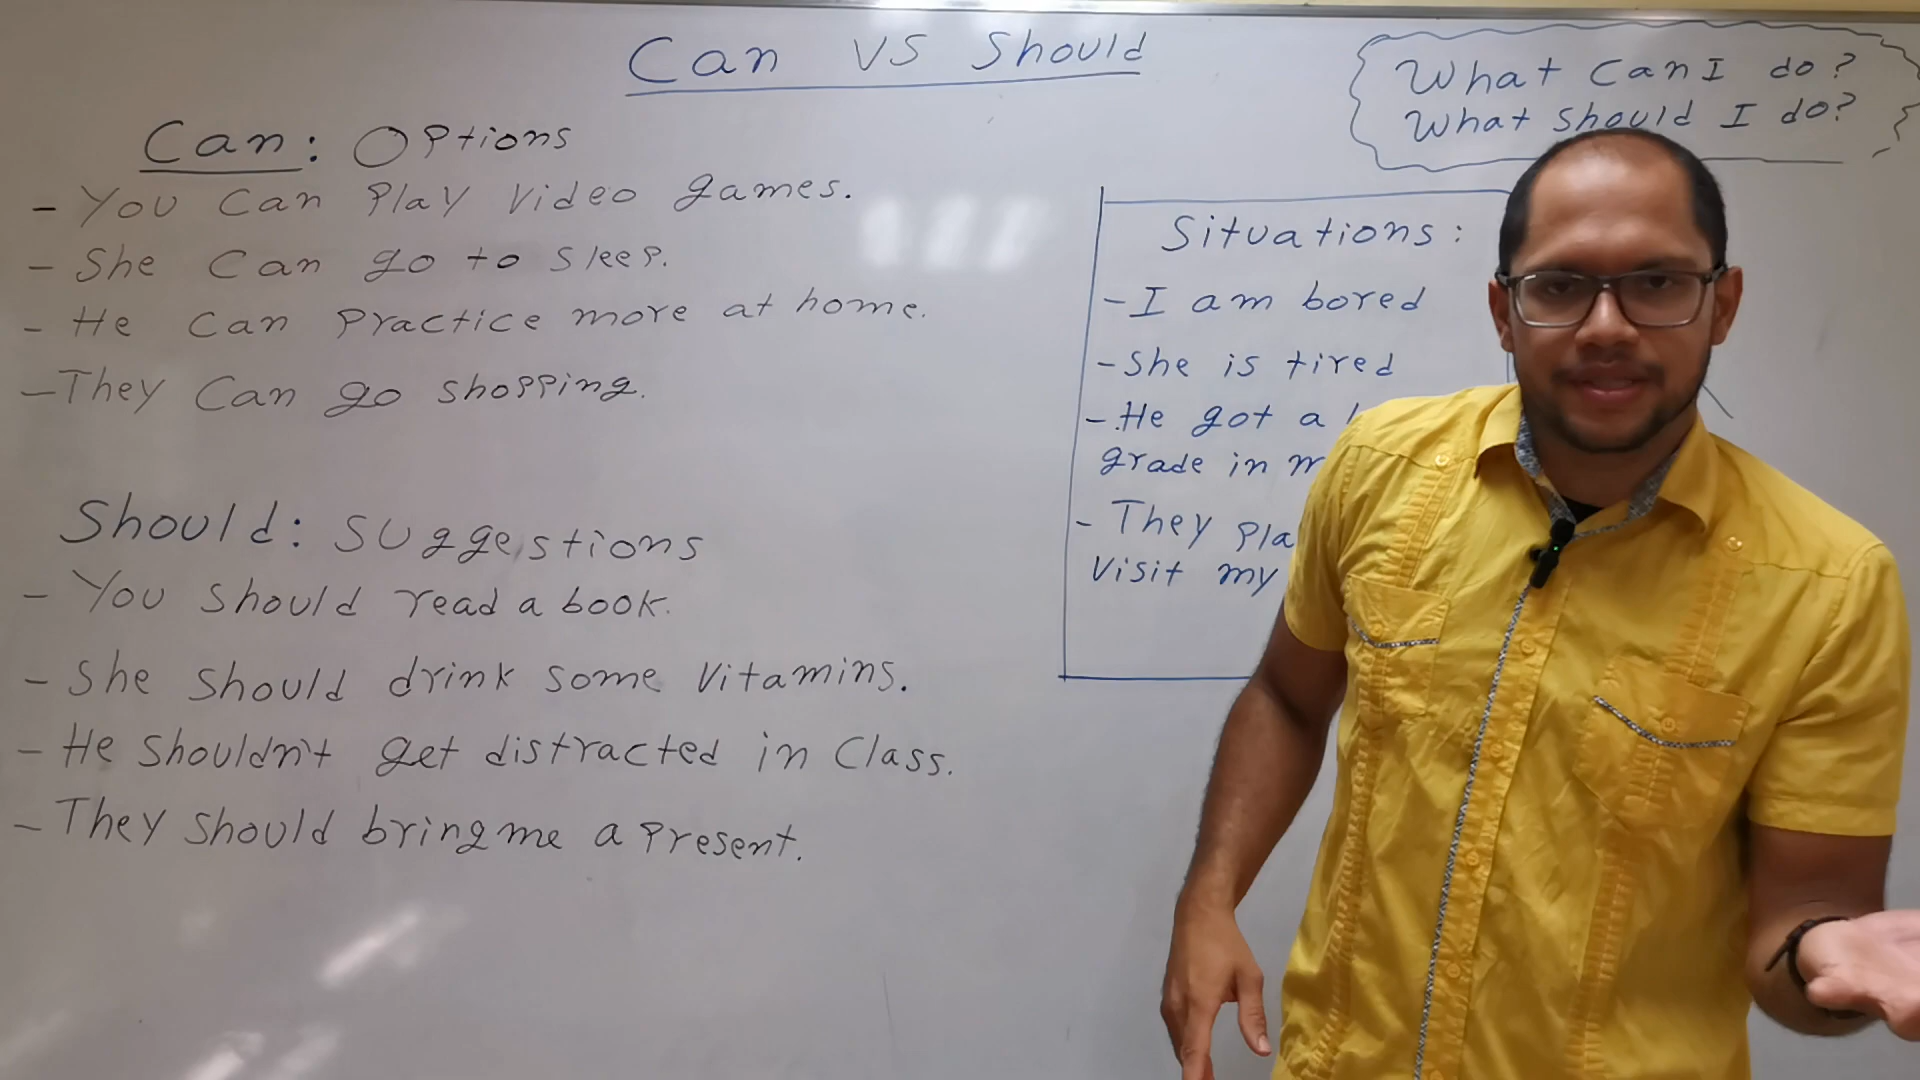 Can VS Should
What Can I do?
What should I do?
Can: Options
- You Can Play Video games.
- She Can go to sleep.
- He Can Practice more at home.
- They Can go shopping.
Should: Suggestions
- You should read a book.
- She should drink some Vitamins.
- He shouldn't get distracted in Class.
- They should bring me a Present.
Situations:
- I am bored
- She is tired
- He got a
grade in
- They
Visit my